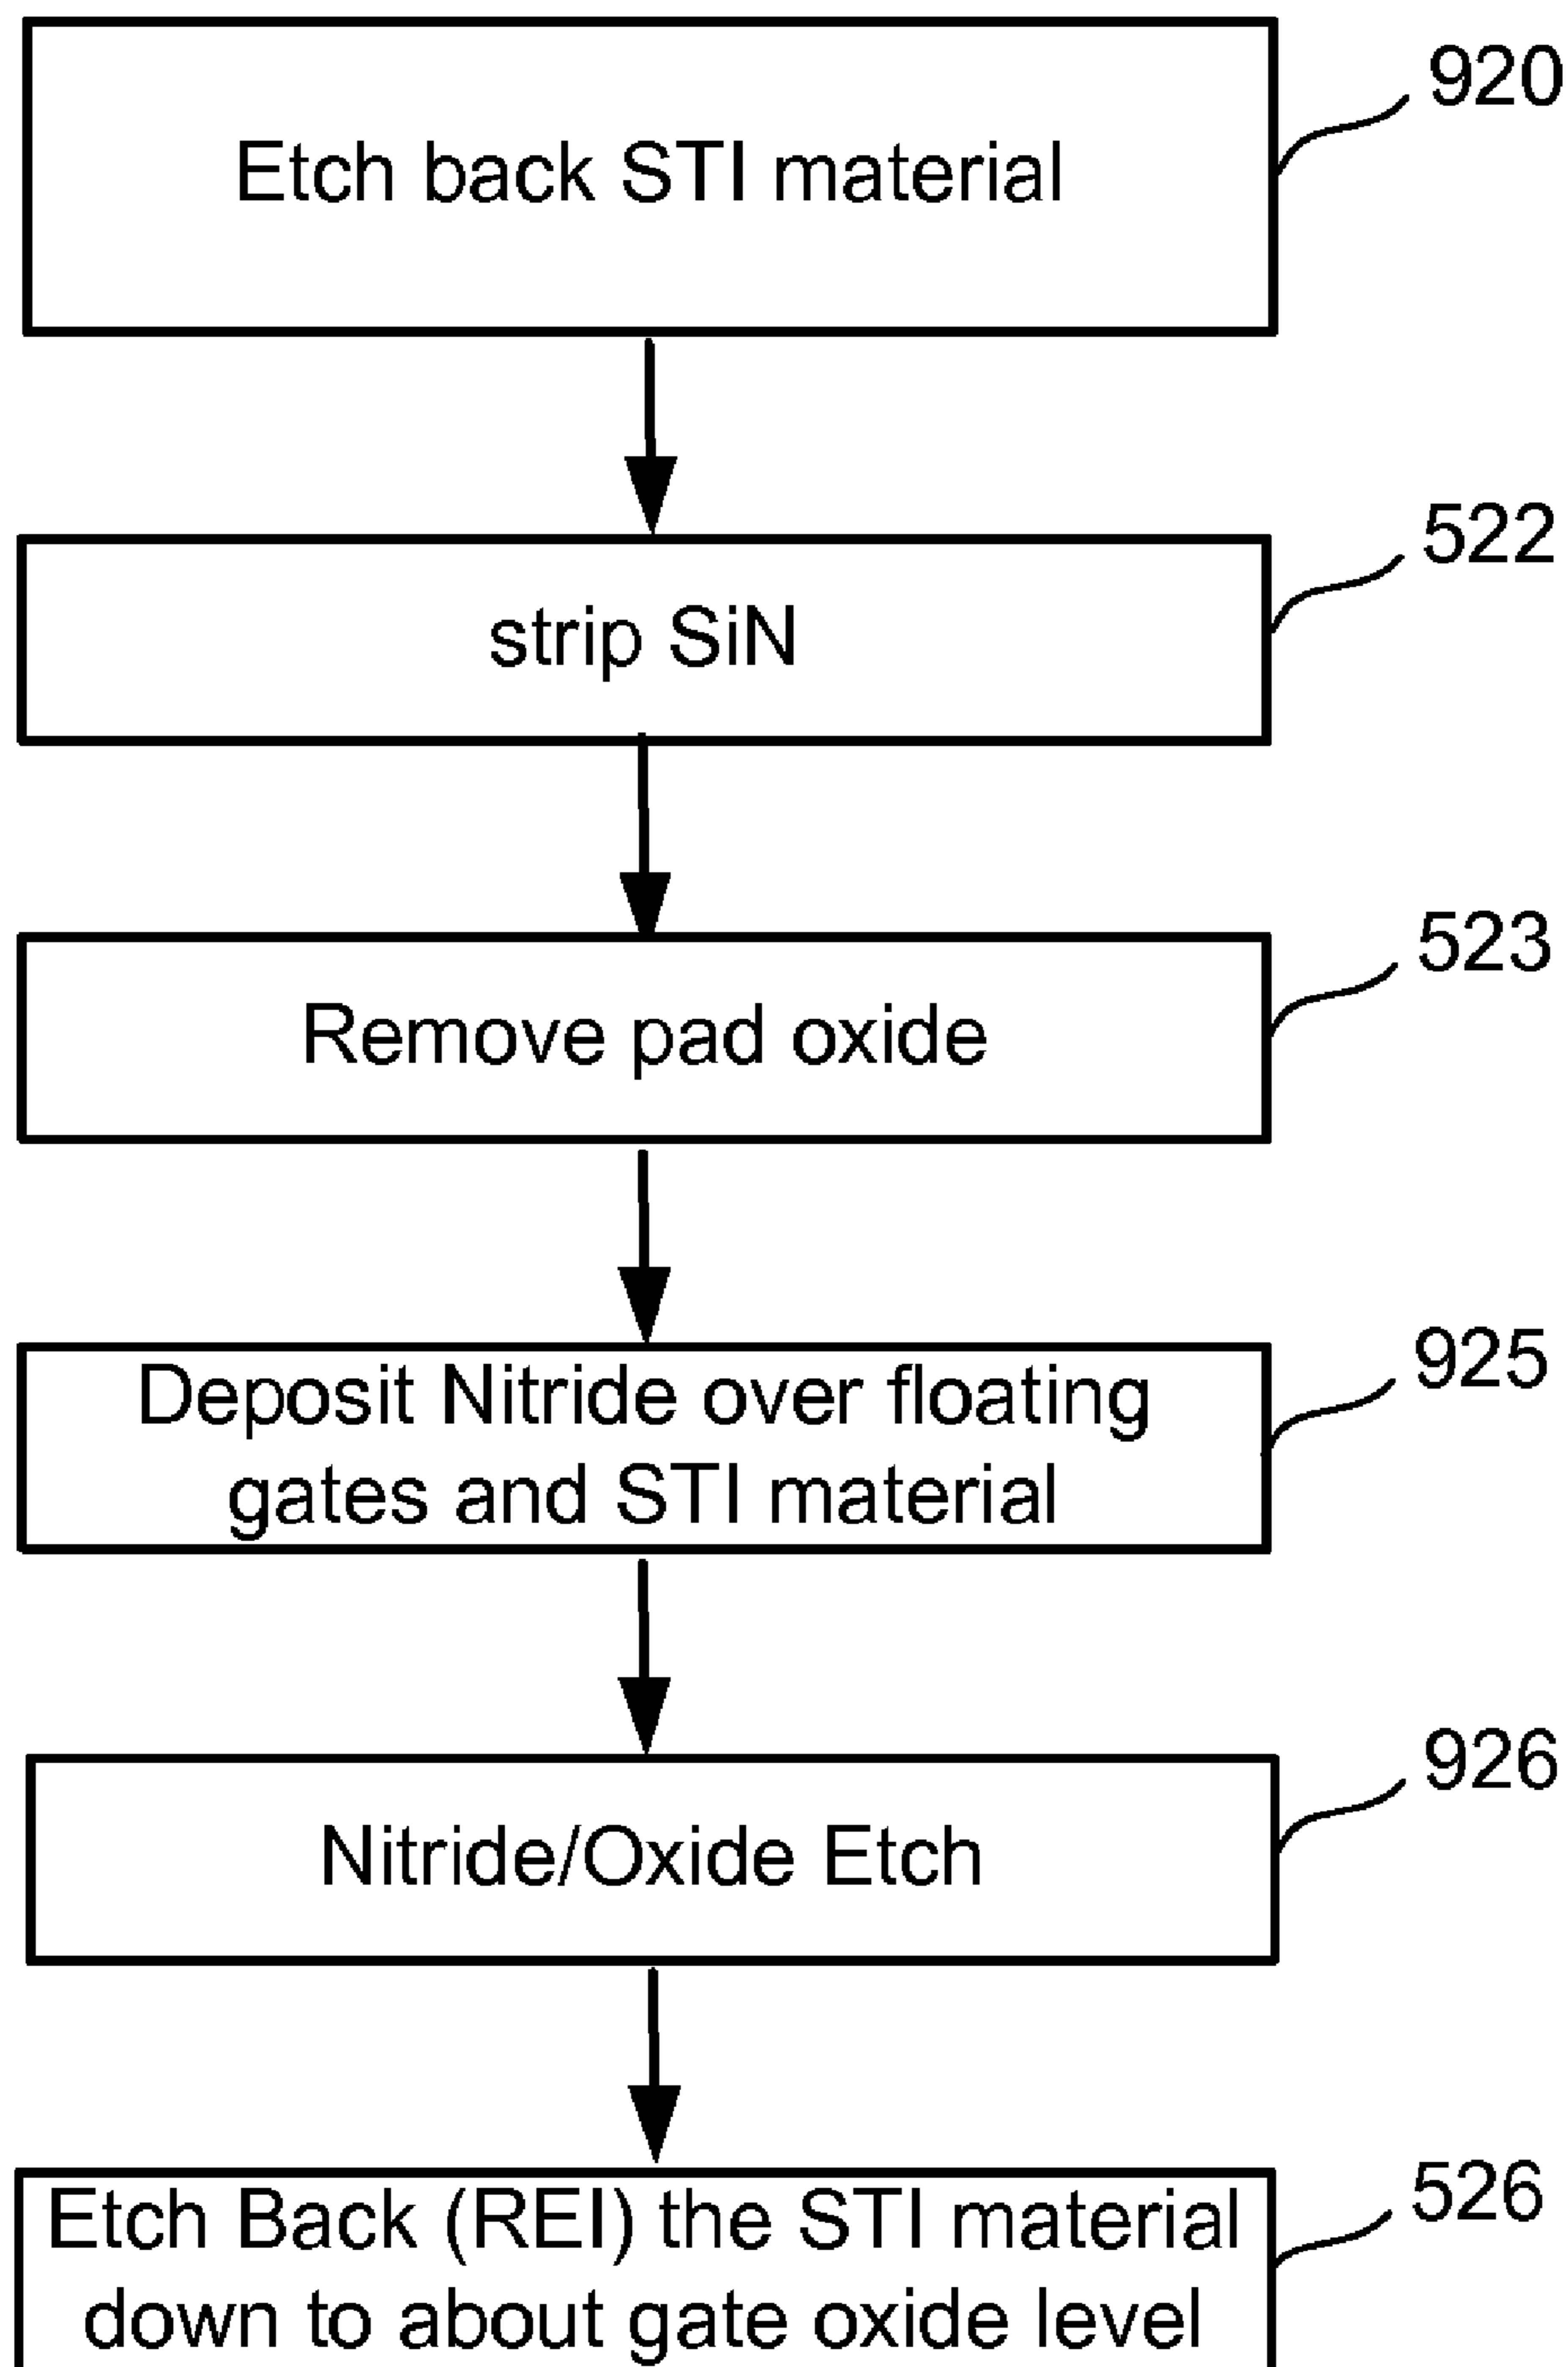 920
Etch back STI material
522
strip SiN
523
Remove pad oxide
925
Deposit Nitride over floating
gates and STI material
926
Nitride/Oxide Etch
526
Etch Back (REI) the STI material
down to about gate oxide level